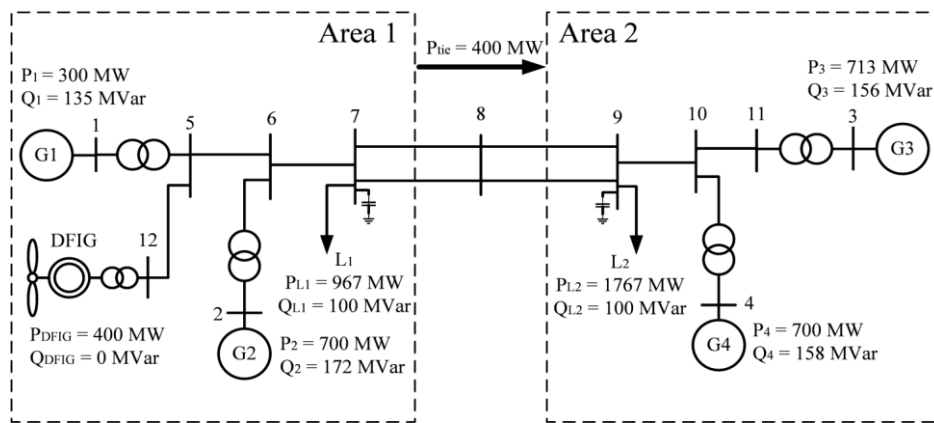 Area 1
Ptie = 400 MW
Area 2
P1 = 300 MW
Q1 = 135 MVar
P3 = 713 MW
Q3 = 156 MVar
1
5
6
7
8
9
10
11
3
G1
G3
DFIG
12
L1
L2
PL1 = 967 MW
QL1 = 100 MVar
PL2 = 1767 MW
QL2 = 100 MVar
PDFIG = 400 MW
QDFIG = 0 MVar
2
4
G2
P2 = 700 MW
Q2 = 172 MVar
G4
P4 = 700 MW
Q4 = 158 MVar